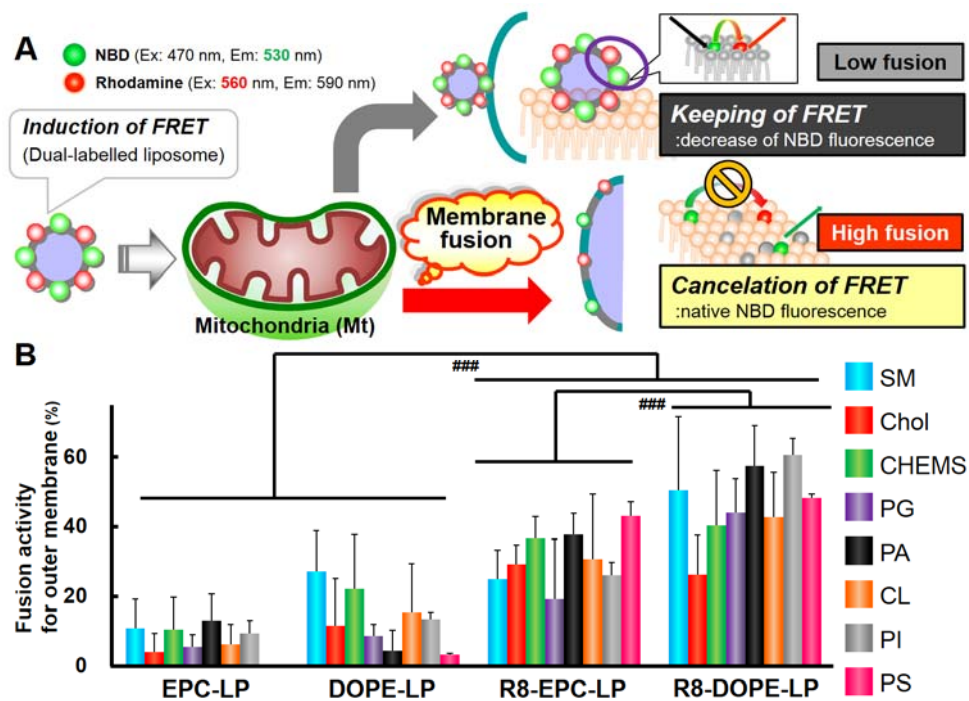 A
NBD (Ex: 470 nm, Em: 530 nm)
Rhodamine (Ex: 560 nm, Em: 590 nm)
Induction of FRET
(Dual-labelled liposome)
Mitochondria (Mt)
Membrane
fusion
Low fusion
Keeping of FRET
:decrease of NBD fluorescence
High fusion
Cancelation of FRET
:native NBD fluorescence
B
Fusion activity
for outer membrane (%)
60
40
20
0
###
###
EPC-LP
DOPE-LP
R8-EPC-LP
R8-DOPE-LP
SM
Chol
CHEMS
PG
PA
CL
PI
PS